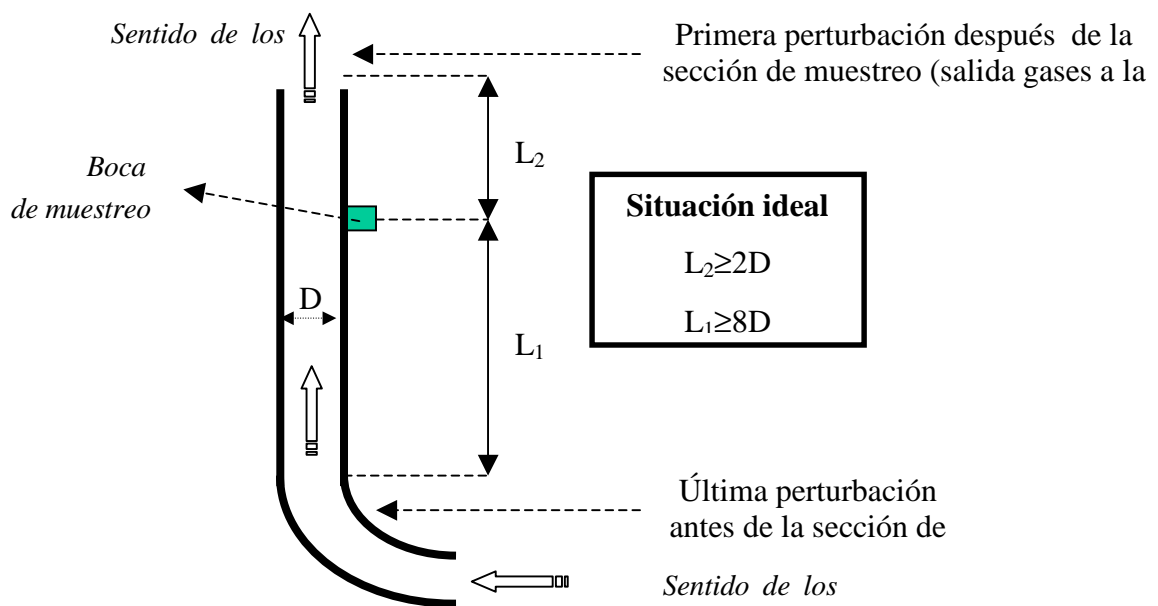 Sentido de los
Primera perturbación después de la
sección de muestreo (salida gases a la
L₂
Boca
de muestreo
Situación ideal
L₂≥2D
L₁≥8D
D
L₁
Última perturbación
antes de la sección de
Sentido de los